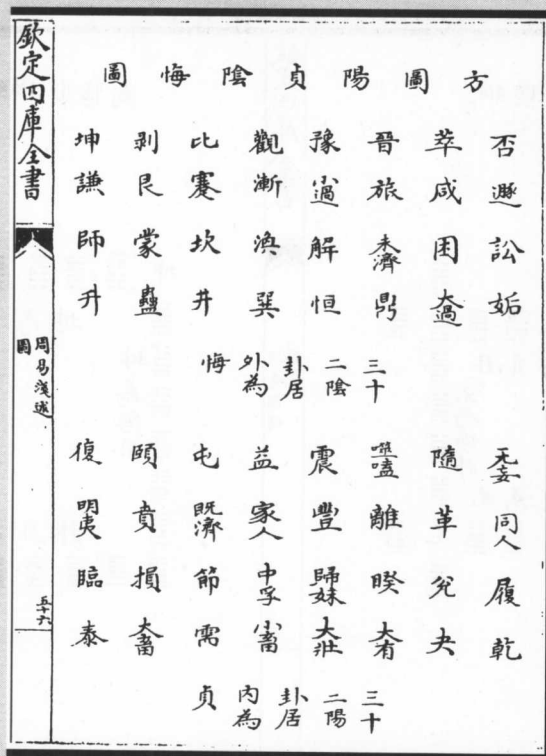 方圖陽貞陰悔圖
否遯訟姤
萃咸困大過
晉旅未濟鼎
豫小過解恒
觀漸渙巽
比蹇坎井
剥艮蒙蠱
坤謙師升
三十
二陰
卦居
外為
悔
无妄同人履乾
隨革兌夬
噬嗑離睽大有
震豐歸妹大壯
益家人中孚小畜
屯既濟節需
頤賁損大畜
復明夷臨泰
三十
二陽
卦居
内為
貞
欽定四庫全書
周易淺述
圖
五十六